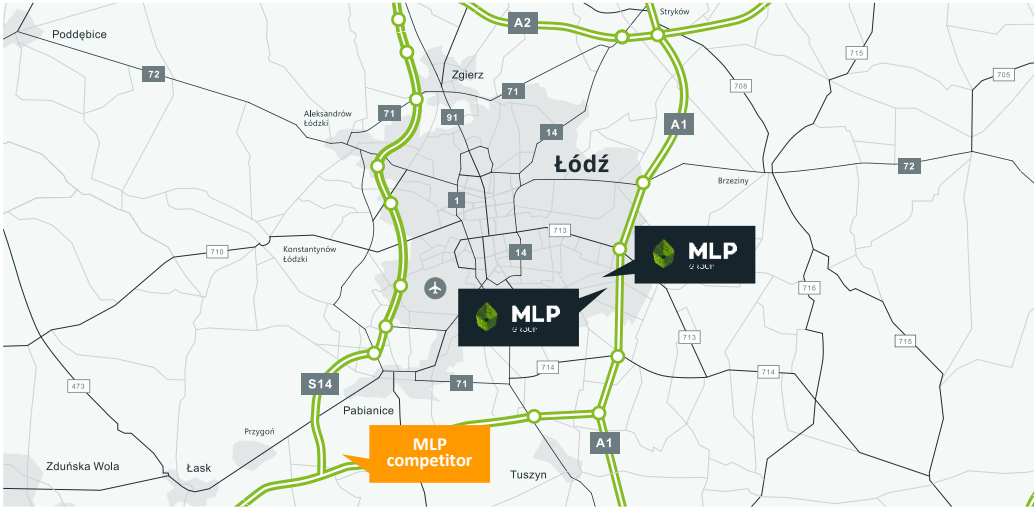 A2
Stryków
Poddębice
715
72
Zgierz
705
71
708
Aleksandrów
Łódzki
71
91
A1
14
Łódź
72
Brzeziny
1
713
710
Konstantynów
Łódzki
14
MLP
GROUP
716
MLP
GROUP
713
715
714
714
S14
71
473
Pabianice
Przygoń
MLP
competitor
A1
Zduńska Wola
Łask
Tuszyn